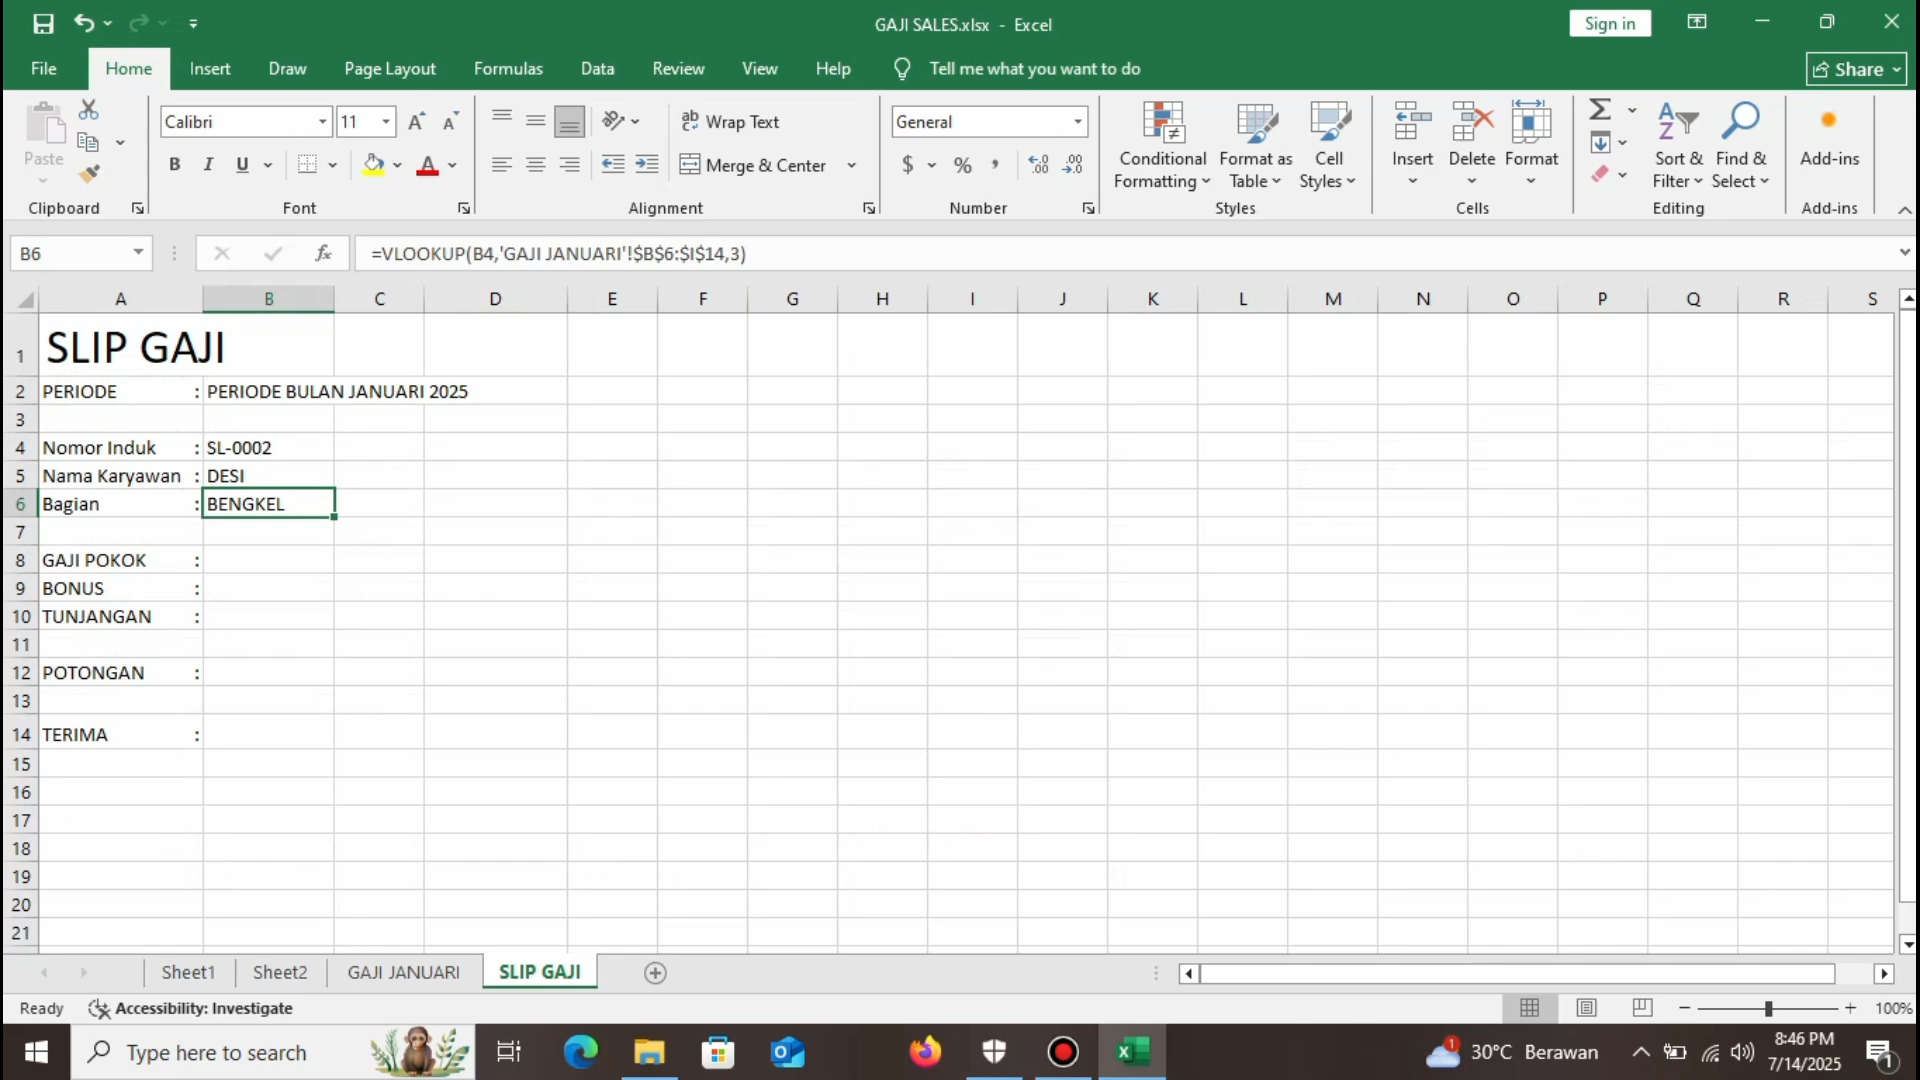 GAJI SALES.xlsx - Excel
Sign in
File Home Insert Draw Page Layout Formulas Data Review View Help Tell me what you want to do
Share
Paste
Calibri 11
Wrap Text
General
B I U
Merge & Center
$ % ,
Conditional Formatting
Format as Table
Cell Styles
Insert Delete Format
Sort & Filter
Find & Select
Add-ins
Clipboard Font Alignment Number Styles Cells Editing Add-ins
B6 fx =VLOOKUP(B4,'GAJI JANUARI'!$B$6:$I$14,3)
A B C D E F G H I J K L M N O P Q R S
1 SLIP GAJI
2 PERIODE : PERIODE BULAN JANUARI 2025
3
4 Nomor Induk : SL-0002
5 Nama Karyawan : DESI
6 Bagian : BENGKEL
7
8 GAJI POKOK :
9 BONUS :
10 TUNJANGAN :
11
12 POTONGAN :
13
14 TERIMA :
15
16
17
18
19
20
21
Sheet1 Sheet2 GAJI JANUARI SLIP GAJI
Ready Accessibility: Investigate 100%
Type here to search
1 30°C Berawan
8:46 PM
7/14/2025
1